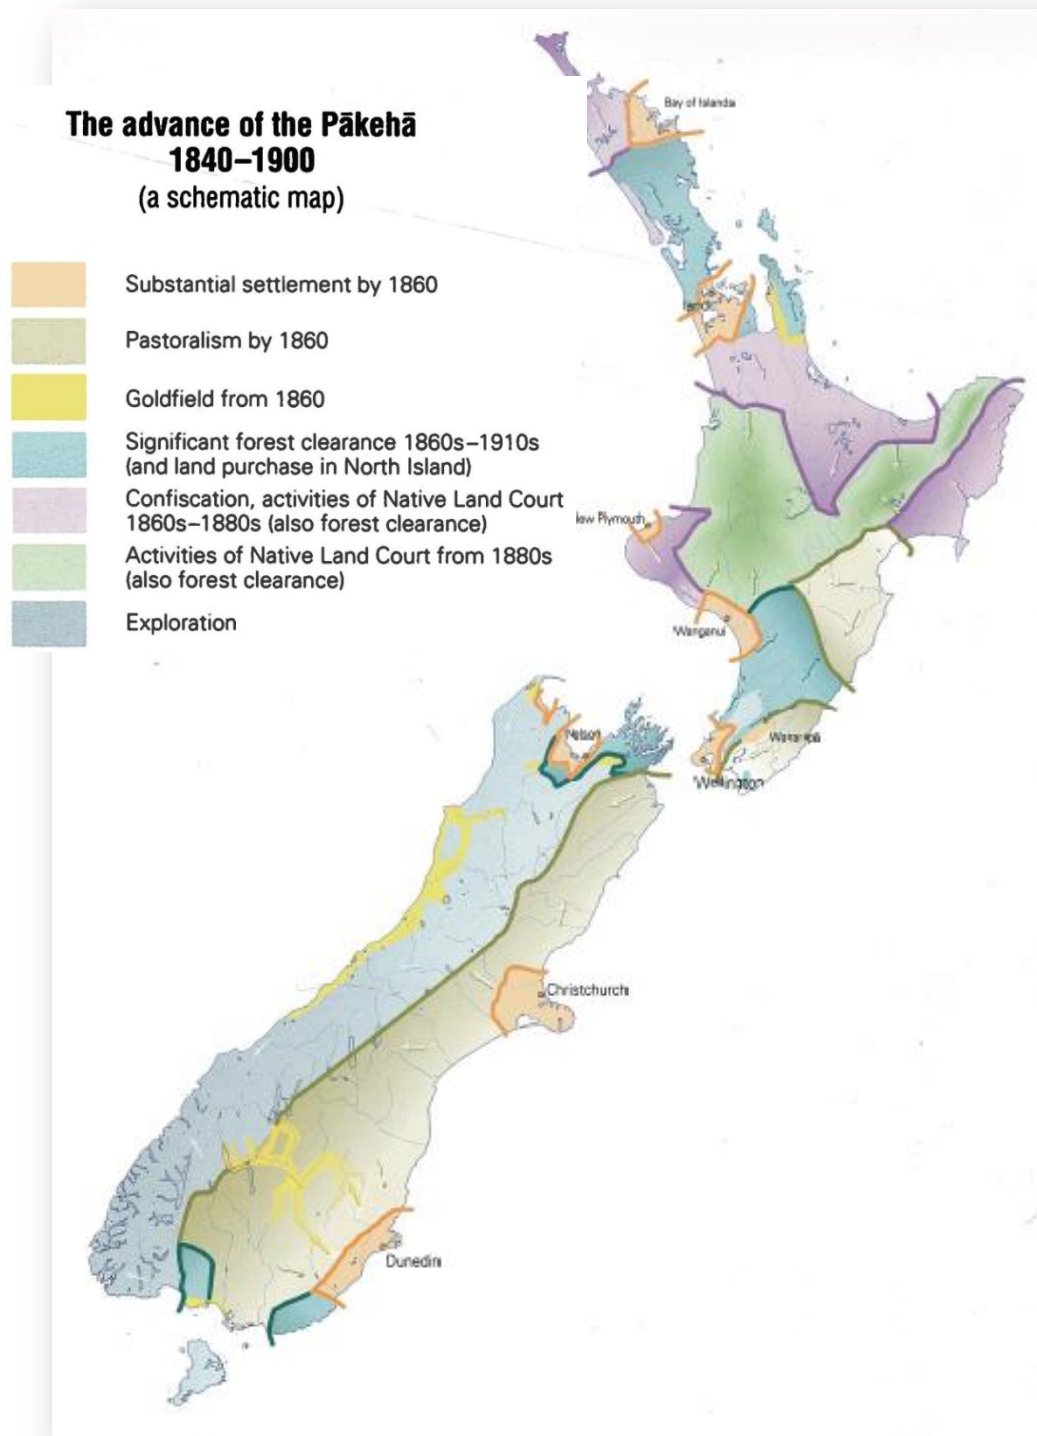 The advance of the Pākehā
1840–1900
(a schematic map)
Substantial settlement by 1860
Pastoralism by 1860
Goldfield from 1860
Significant forest clearance 1860s–1910s
(and land purchase in North Island)
Confiscation, activities of Native Land Court
1860s–1880s (also forest clearance)
Activities of Native Land Court from 1880s
(also forest clearance)
Exploration
Bay of Islands
Plymouth
Wanganui
Wairarapa
Wellington
Nelson
Christchurch
Dunedin